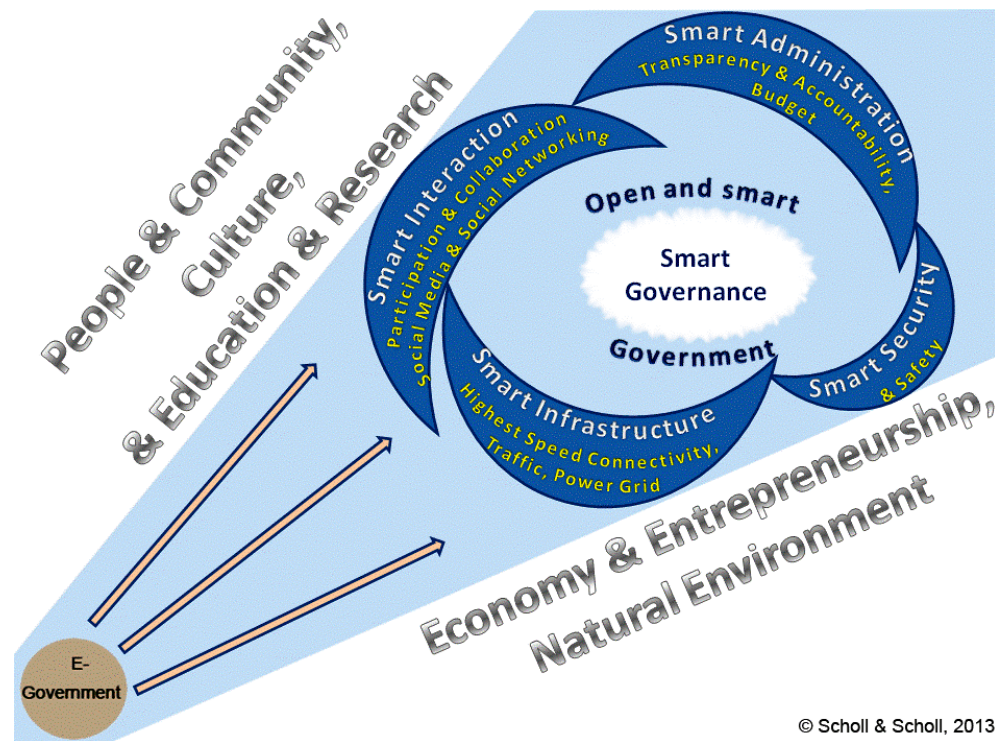 Smart Administration
Transparency & Accountability,
Budget
People & Community,
Culture,
& Education & Research
Smart Interaction
Participation & Collaboration
Social Media & Social Networking
Open and smart
Smart
Governance
Government
Smart Security
& Safety
Smart Infrastructure
Highest Speed Connectivity,
Traffic, Power Grid
Economy & Entrepreneurship,
Natural Environment
E-
Government
© Scholl & Scholl, 2013